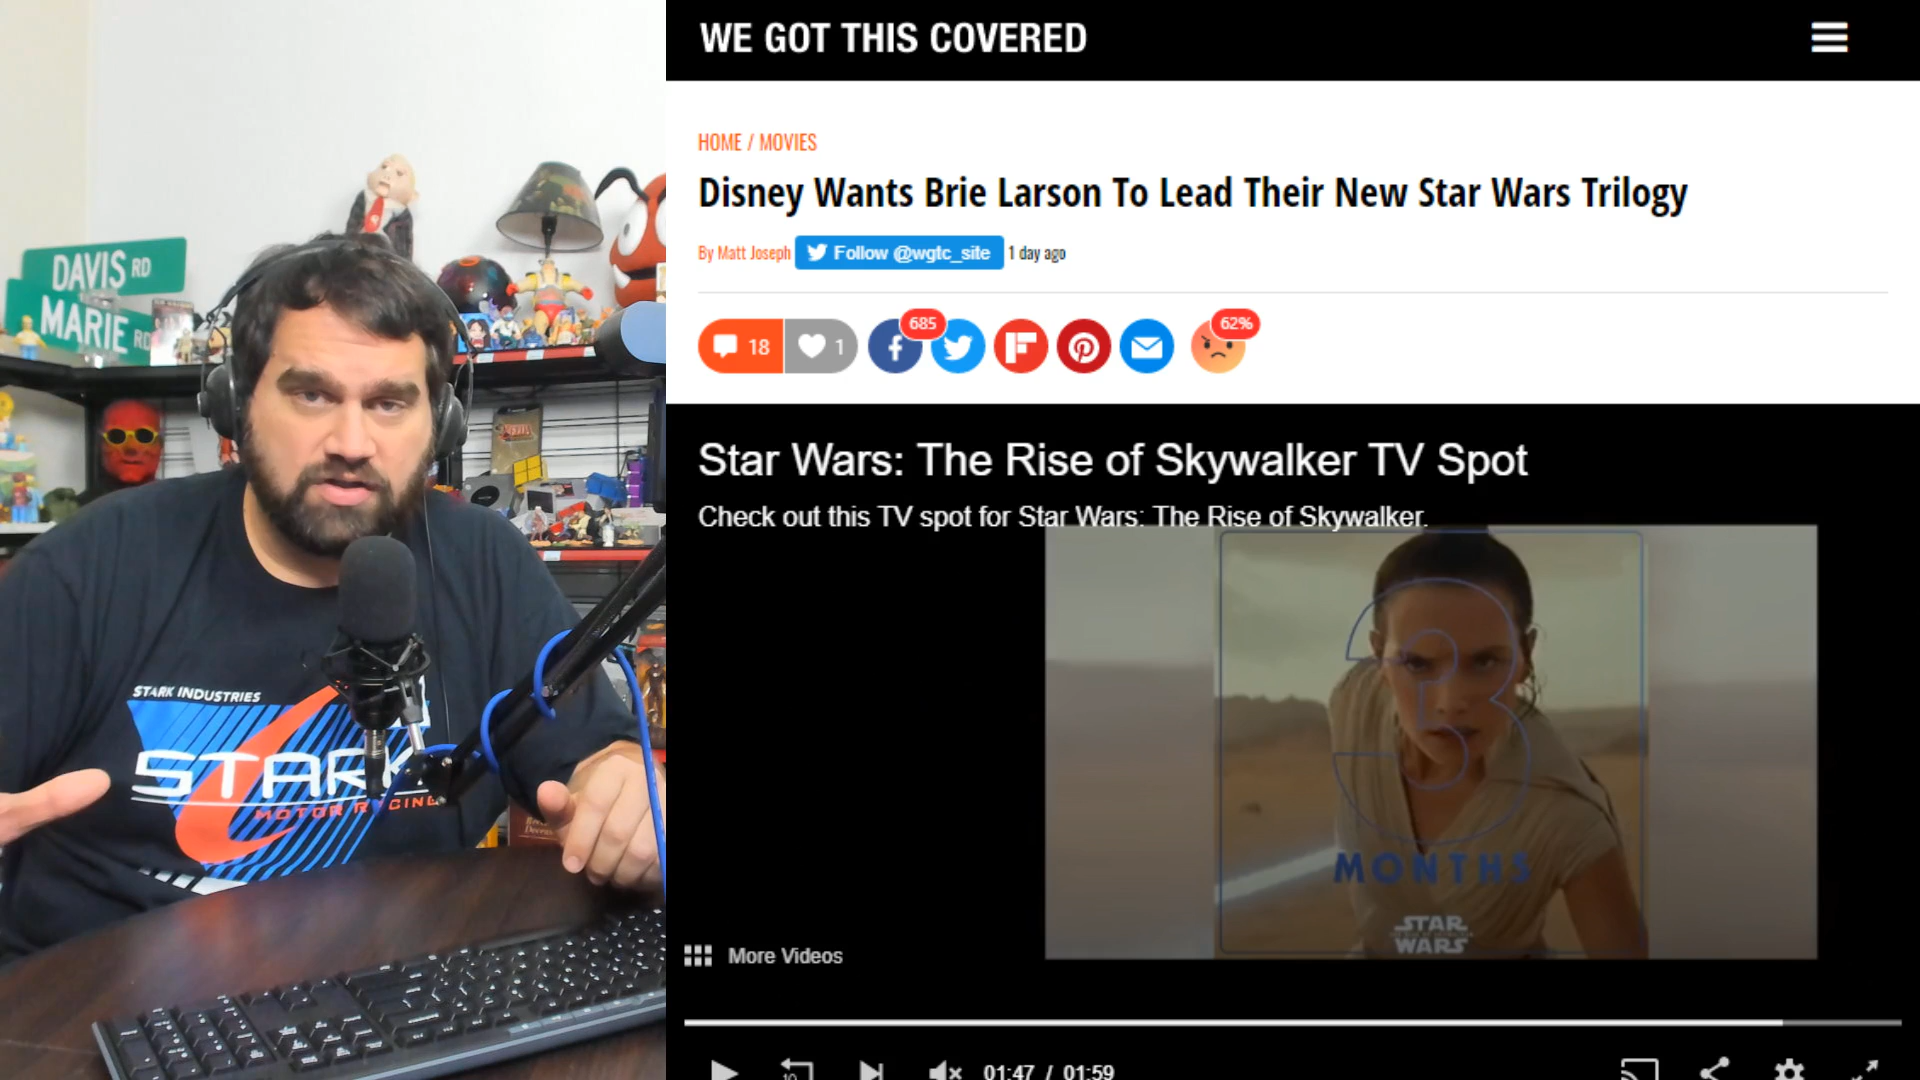 WE GOT THIS COVERED
HOME / MOVIES
Disney Wants Brie Larson To Lead Their New Star Wars Trilogy
By Matt Joseph
Follow @wgtc_site
1 day ago
18
1
685
62%
Star Wars: The Rise of Skywalker TV Spot
Check out this TV spot for Star Wars: The Rise of Skywalker.
3
MONTHS
STAR
WARS
More Videos
10
01:47 / 01:59
DAVIS RD
MARIE RD
STARK INDUSTRIES
STARK
MOTOR RACING